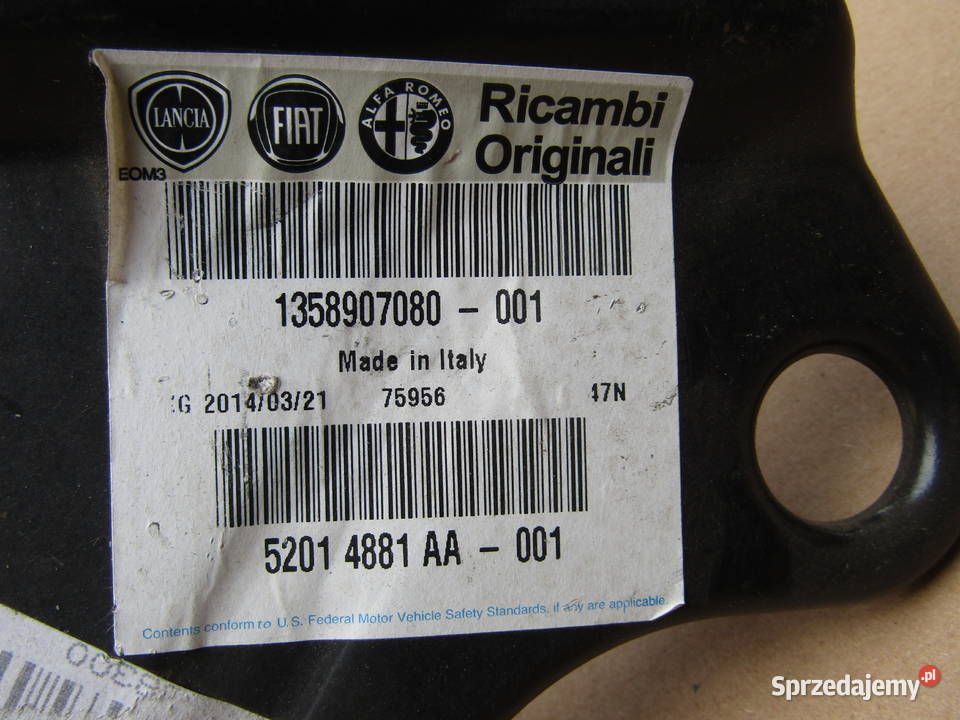 LANCIA
FIAT
ALFA ROMEO
Ricambi
Originali
EOM3
1358907080 - 001
Made in Italy
G 2014/03/21 75956 47N
5201 4881 AA - 001
Contents conform to U.S. Federal Motor Vehicle Safety Standards, if any are applicable.
Sprzedajemy.pl